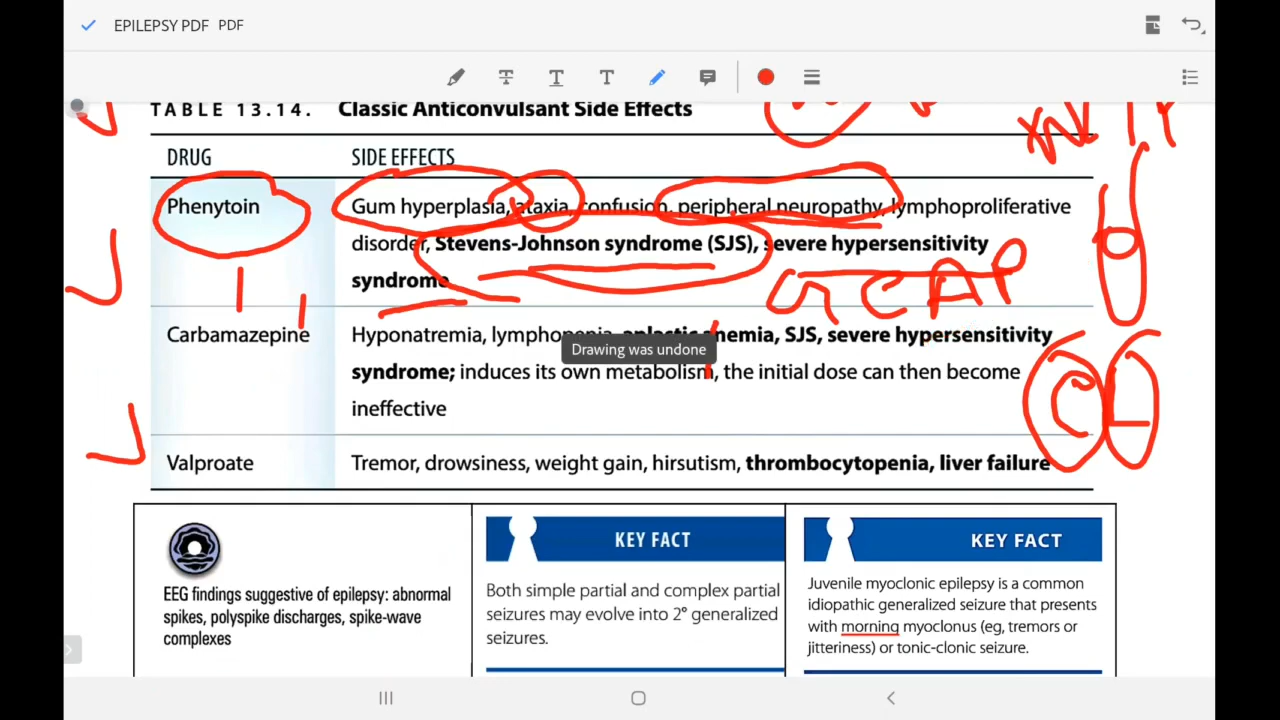 EPILEPSY PDF PDF
TABLE 13.14. Classic Anticonvulsant Side Effects
DRUG SIDE EFFECTS
Phenytoin Gum hyperplasia, ataxia, confusion, peripheral neuropathy, lymphoproliferative
disorder, Stevens-Johnson syndrome (SJS), severe hypersensitivity
syndrome
GCAP
Carbamazepine Hyponatremia, lymphopenia, aplastic anemia, SJS, severe hypersensitivity
Drawing was undone
syndrome; induces its own metabolism, the initial dose can then become
ineffective
Valproate Tremor, drowsiness, weight gain, hirsutism, thrombocytopenia, liver failure
EEG findings suggestive of epilepsy: abnormal
spikes, polyspike discharges, spike-wave
complexes
KEY FACT
Both simple partial and complex partial
seizures may evolve into 2° generalized
seizures.
KEY FACT
Juvenile myoclonic epilepsy is a common
idiopathic generalized seizure that presents
with morning myoclonus (eg, tremors or
jitteriness) or tonic-clonic seizure.